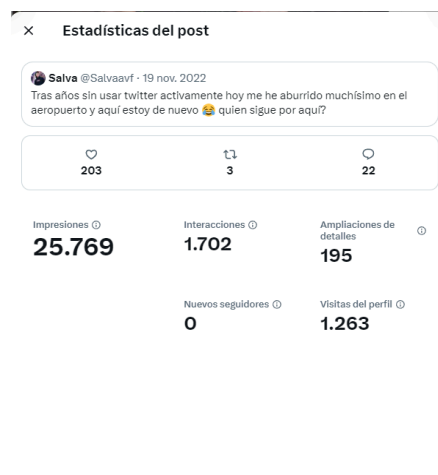 Estadísticas del post
Salva @Salvaavf · 19 nov. 2022
Tras años sin usar twitter activamente hoy me he aburrido muchísimo en el
aeropuerto y aquí estoy de nuevo 😂 quien sigue por aquí?
203
3
22
Impresiones
25.769
Interacciones
1.702
Ampliaciones de
detalles
195
Nuevos seguidores
0
Visitas del perfil
1.263